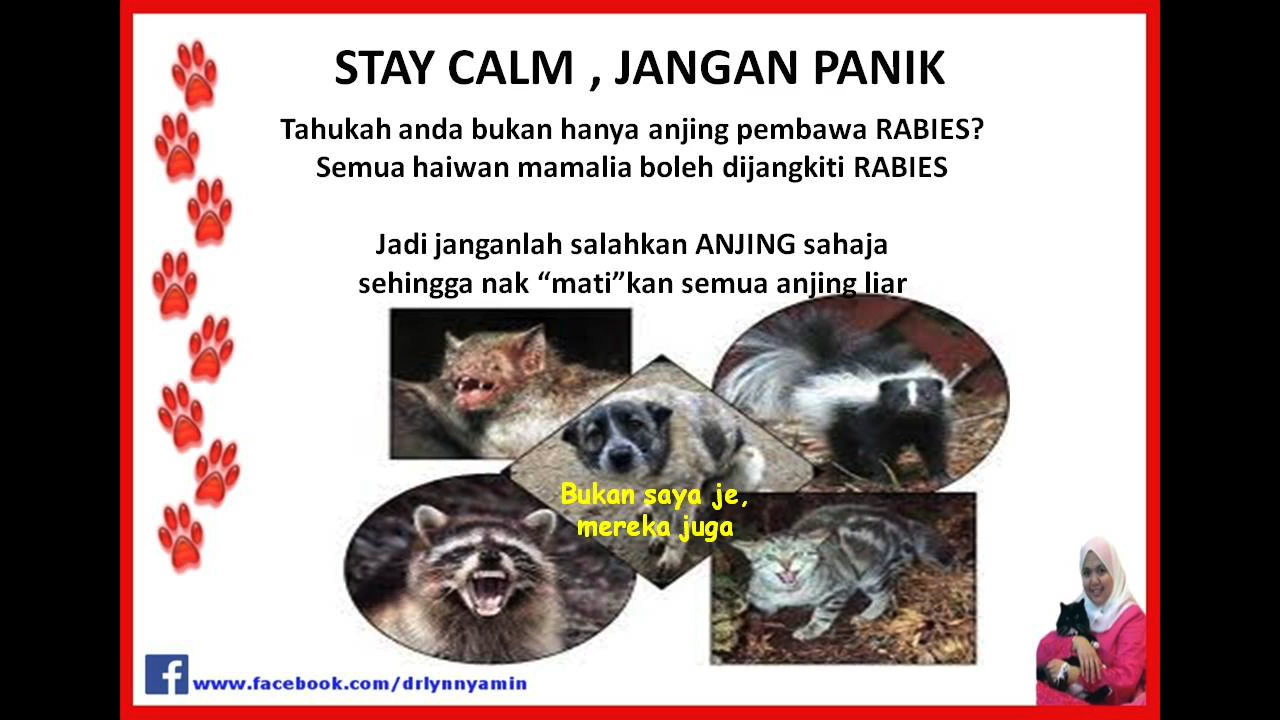 STAY CALM , JANGAN PANIK
Tahukah anda bukan hanya anjing pembawa RABIES?
Semua haiwan mamalia boleh dijangkiti RABIES
Jadi janganlah salahkan ANJING sahaja
sehingga nak “mati”kan semua anjing liar
Bukan saya je,
mereka juga
www.facebook.com/drlynnyamin